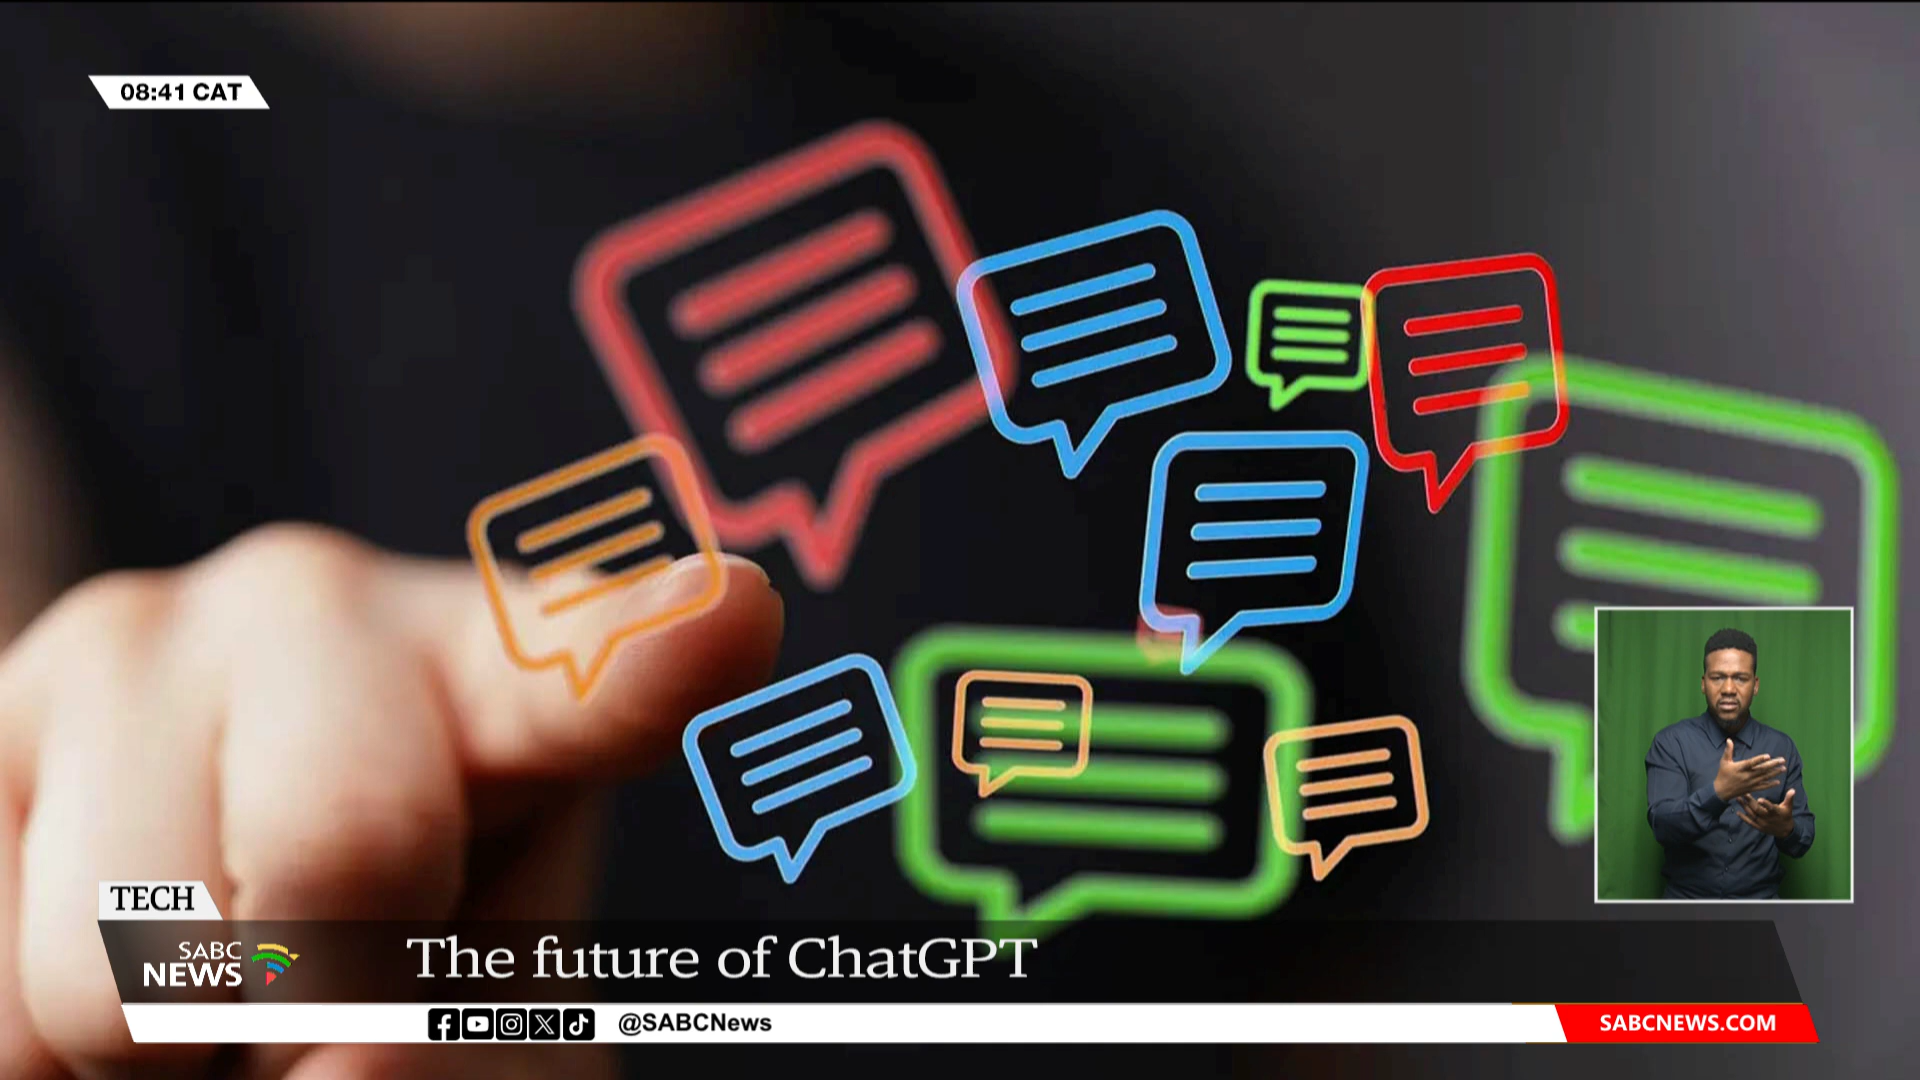 08:41 CAT
TECH
SABC
NEWS
The future of ChatGPT
@SABCNews
SABCNEWS.COM